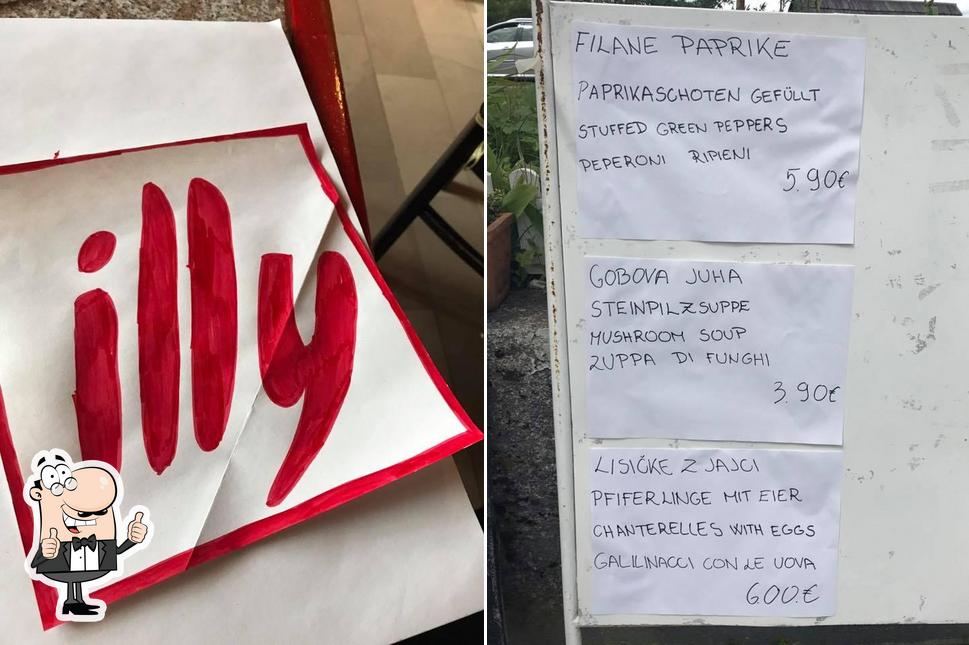 illy
FILANE PAPRIKE
PAPRIKASCHOTEN GEFÜLLT
STUFFED GREEN PEPPERS
PEPERONI RIPIENI
5.90€
GOBOVA JUHA
STEINPILZSUPPE
MUSHROOM SOUP
ZUPPA DI FUNGHI
3.90€
LISIČKE Z JAJCI
PFIFERLINGE MIT EIER
CHANTERELLES WITH EGGS
GALILINACCI CON LE UOVA
6.00.€